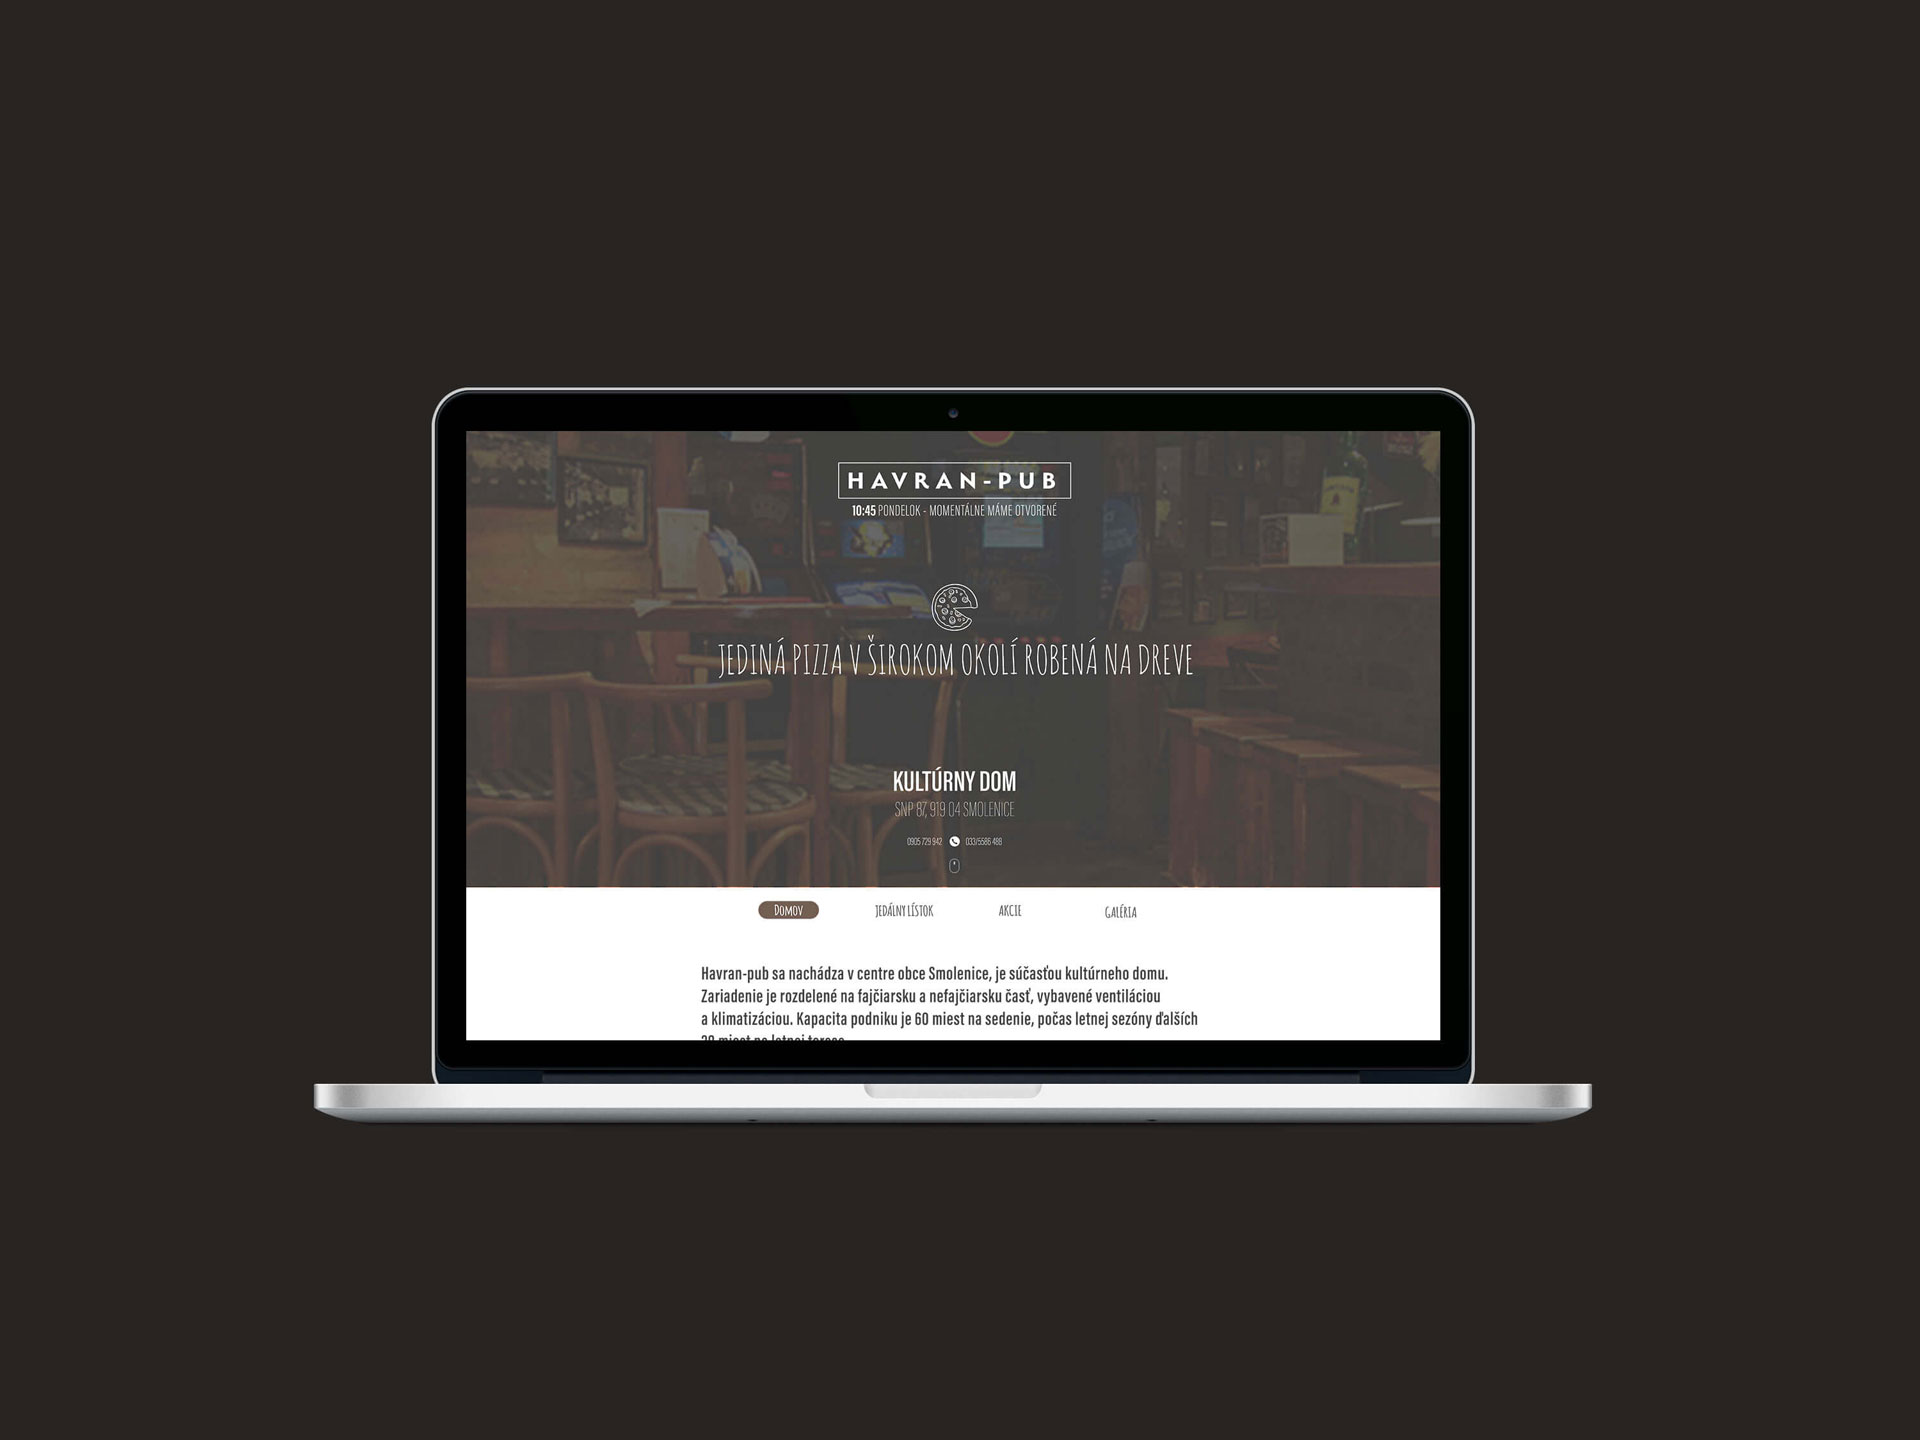 HAVRAN-PUB
10:45 PONDELOK - MOMENTÁLNE MÁME OTVORENÉ
JEDINÁ PIZZA V ŠIROKOM OKOLÍ ROBENÁ NA DREVE
KULTÚRNY DOM
SNP 87, 919 04 SMOLENICE
0905 729 942 033/5586 488
DOMOV JEDÁLNY LÍSTOK AKCIE GALÉRIA
Havran-pub sa nachádza v centre obce Smolenice, je súčasťou kultúrneho domu.
Zariadenie je rozdelené na fajčiarsku a nefajčiarsku časť, vybavené ventiláciou
a klimatizáciou. Kapacita podniku je 60 miest na sedenie, počas letnej sezóny ďalších